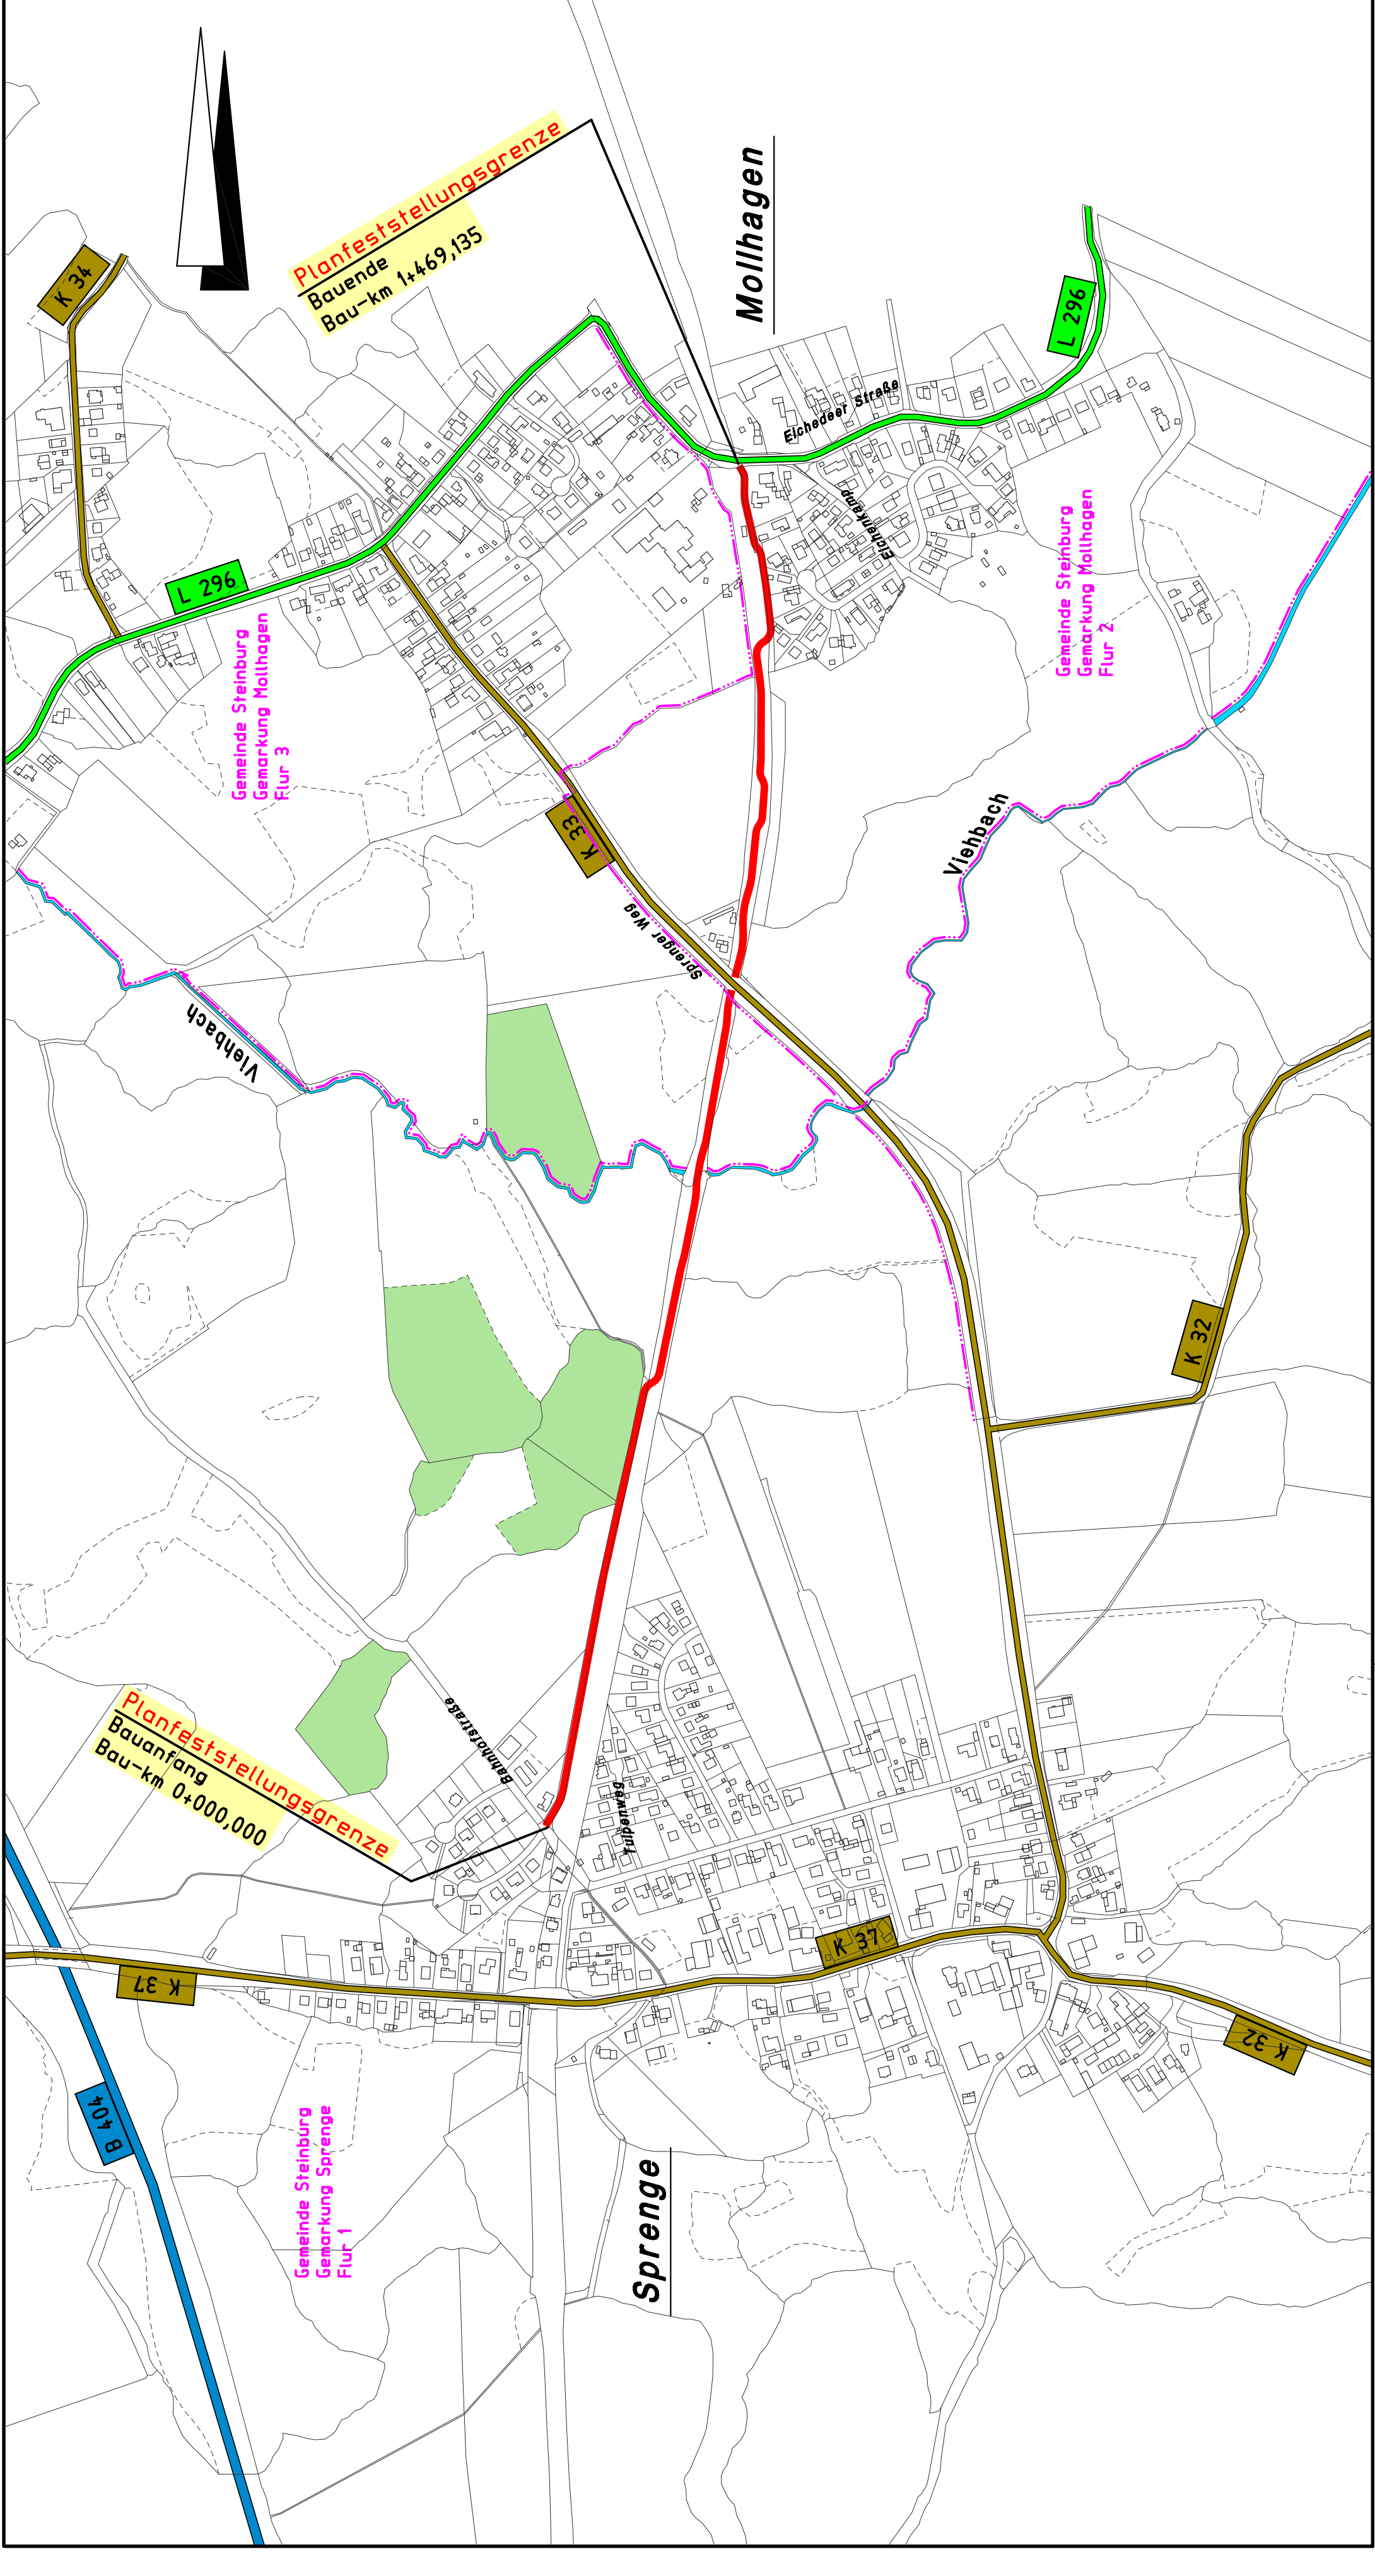 K 34
Planfeststellungsgrenze
Bauende
Bau-km 1+469,135
Mollhagen
L 296
Eichedeer Straße
Eichenkamp
L 296
Gemeinde Steinburg
Gemarkung Mollhagen
Flur 3
Gemeinde Steinburg
Gemarkung Mollhagen
Flur 2
K 33
Sprenger Weg
Viehbach
Viehbach
K 32
Planfeststellungsgrenze
Bauanfang
Bau-km 0+000,000
Bahnhofstraße
Tulpenweg
K 37
K 37
K 32
B 404
Gemeinde Steinburg
Gemarkung Sprenge
Flur 1
Sprenge